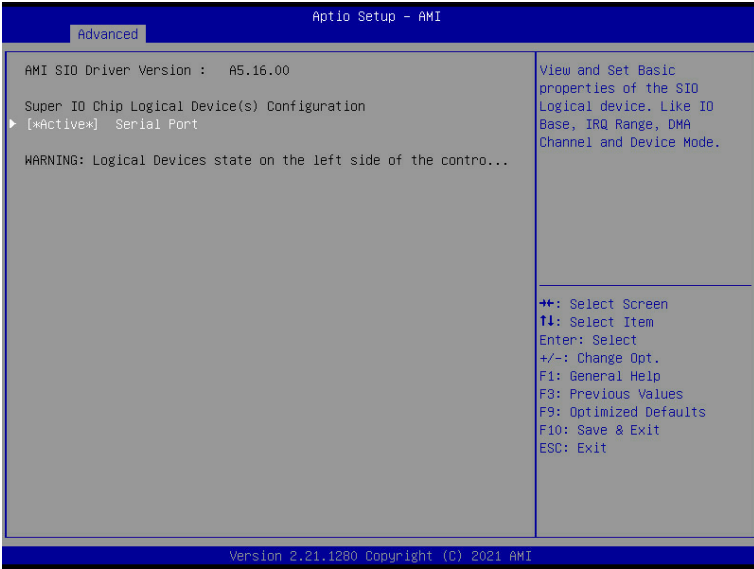 Aptio Setup – AMI
Advanced
AMI SIO Driver Version : A5.16.00
Super IO Chip Logical Device(s) Configuration
[*Active*] Serial Port
WARNING: Logical Devices state on the left side of the contro...
View and Set Basic
properties of the SIO
Logical device. Like IO
Base, IRQ Range, DMA
Channel and Device Mode.
→←: Select Screen
↑↓: Select Item
Enter: Select
+/-: Change Opt.
F1: General Help
F3: Previous Values
F9: Optimized Defaults
F10: Save & Exit
ESC: Exit
Version 2.21.1280 Copyright (C) 2021 AMI